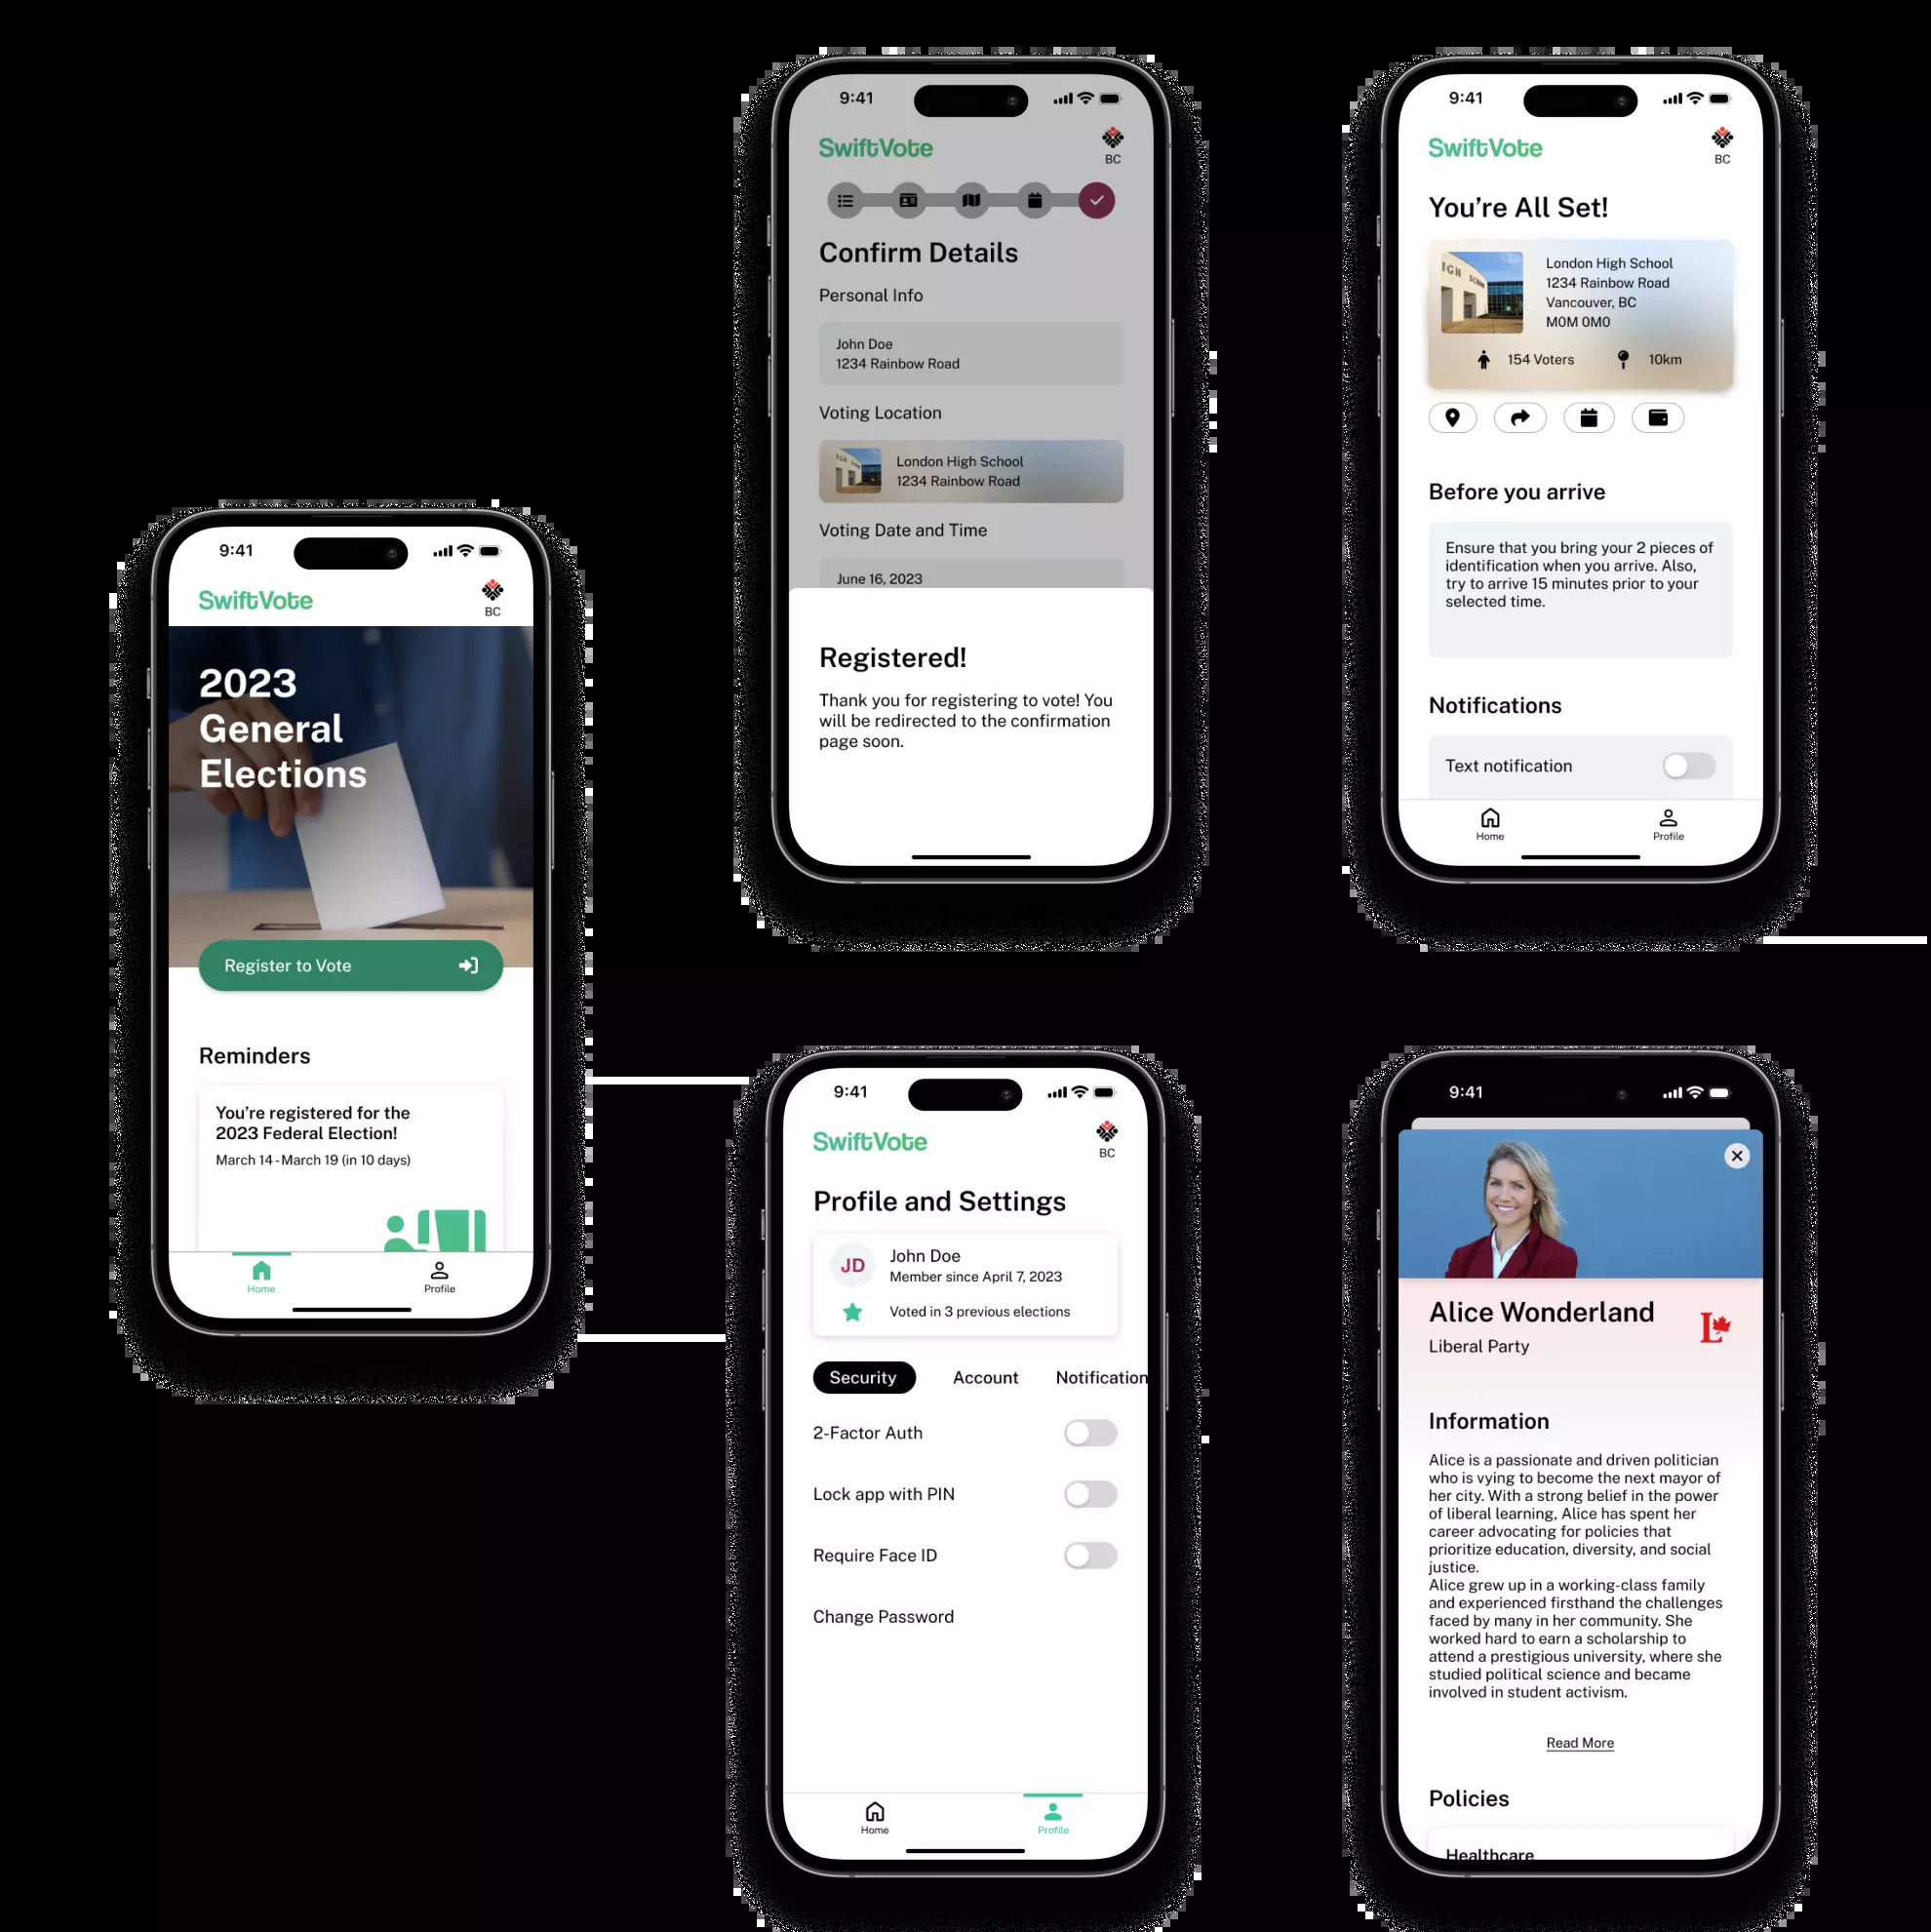 9:41
SwiftVote
BC
2023
General
Elections
Register to Vote
Reminders
You're registered for the
2023 Federal Election!
March 14 - March 19 (in 10 days)
Home
Profile
9:41
SwiftVote
BC
Confirm Details
Personal Info
John Doe
1234 Rainbow Road
Voting Location
IGH SCHOOL
London High School
1234 Rainbow Road
Voting Date and Time
June 16, 2023
Registered!
Thank you for registering to vote! You
will be redirected to the confirmation
page soon.
9:41
SwiftVote
BC
You're All Set!
IGH SCHOO
London High School
1234 Rainbow Road
Vancouver, BC
M0M 0M0
154 Voters
10km
Before you arrive
Ensure that you bring your 2 pieces of
identification when you arrive. Also,
try to arrive 15 minutes prior to your
selected time.
Notifications
Text notification
Home
Profile
9:41
SwiftVote
BC
Profile and Settings
JD
John Doe
Member since April 7, 2023
Voted in 3 previous elections
Security
Account
Notification
2-Factor Auth
Lock app with PIN
Require Face ID
Change Password
Home
Profile
9:41
Alice Wonderland
L
Liberal Party
Information
Alice is a passionate and driven politician
who is vying to become the next mayor of
her city. With a strong belief in the power
of liberal learning, Alice has spent her
career advocating for policies that
prioritize education, diversity, and social
justice.
Alice grew up in a working-class family
and experienced firsthand the challenges
faced by many in her community. She
worked hard to earn a scholarship to
attend a prestigious university, where she
studied political science and became
involved in student activism.
Read More
Policies
Healthcare